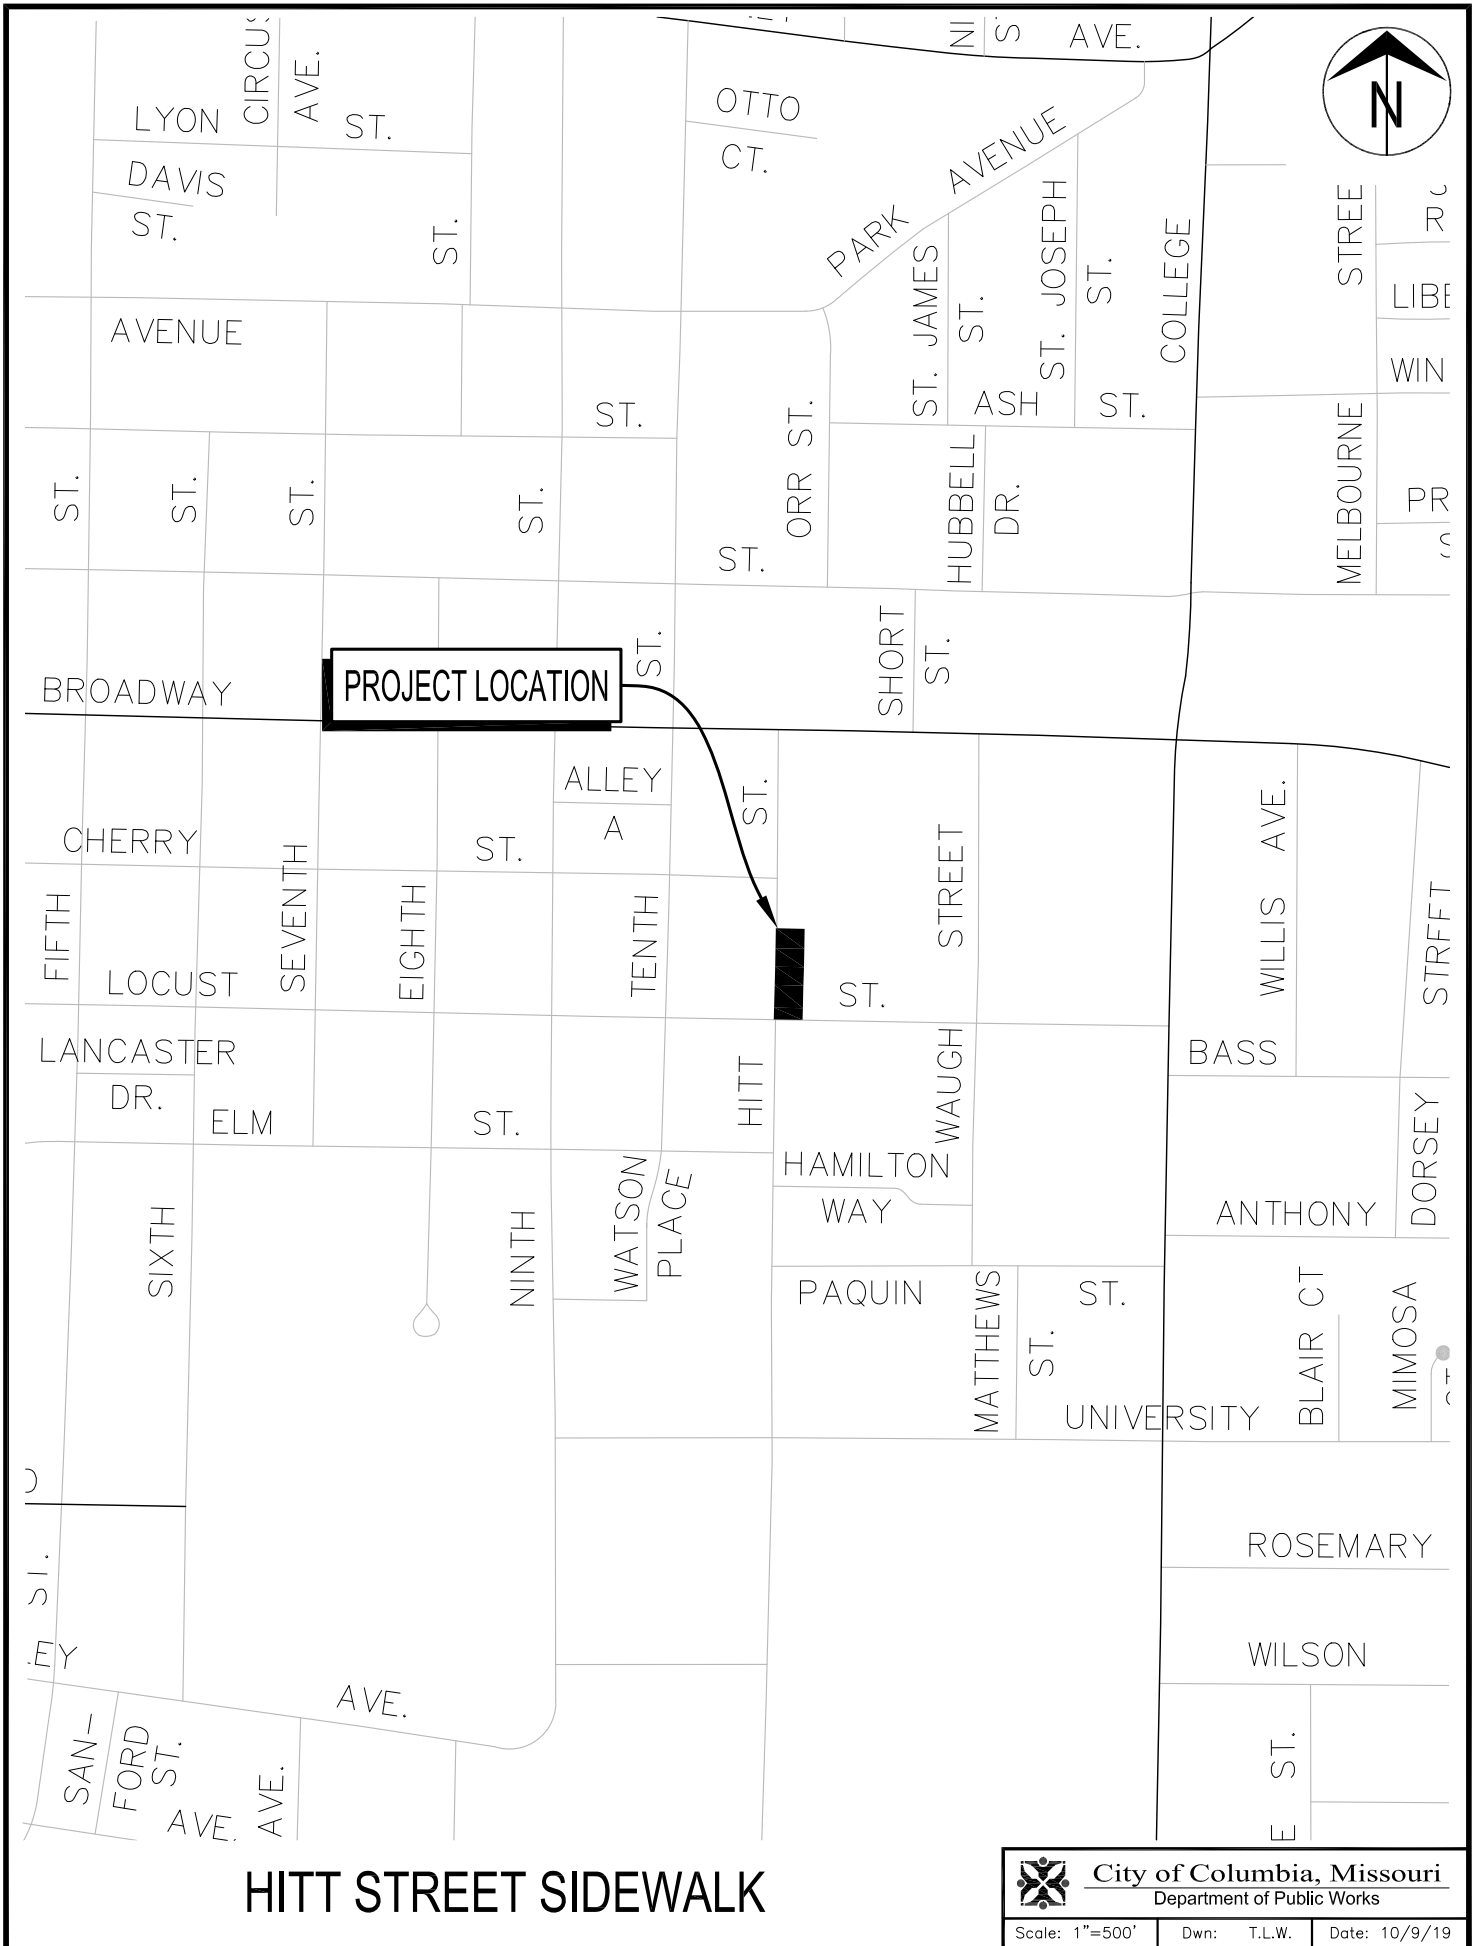 CIRCUS
AVE.
NI
AVE.
LYON
ST.
OTTO
CT.
DAVIS
ST.
ST.
PARK
AVENUE
N
STREE
R
LIBE
WIN
AVENUE
ST. JAMES
ST.
ST. JOSEPH
ST.
COLLEGE
ST.
ASH
ST.
ORR ST.
HUBBELL
DR.
MELBOURNE
PR
ST.
ST.
ST.
ST.
ST.
BROADWAY
PROJECT LOCATION
ST.
SHORT
ST.
ALLEY
A
ST.
CHERRY
ST.
STREET
WILLIS AVE.
FIFTH
SEVENTH
EIGHTH
TENTH
LOCUST
ST.
LANCASTER
DR.
HITT
WAUGH
BASS
ELM
ST.
DORSEY
HAMILTON
WAY
WATSON
PLACE
SIXTH
NINTH
ANTHONY
PAQUIN
ST.
MATTHEWS
ST.
BLAIR CT
MIMOSA
UNIVERSITY
ROSEMARY
EY
WILSON
AVE.
SAN-
FORD
ST.
AVE.
AVE.
E ST.
HITT STREET SIDEWALK
City of Columbia, Missouri
Department of Public Works
Scale: 1"=500' Dwn: T.L.W. Date: 10/9/19